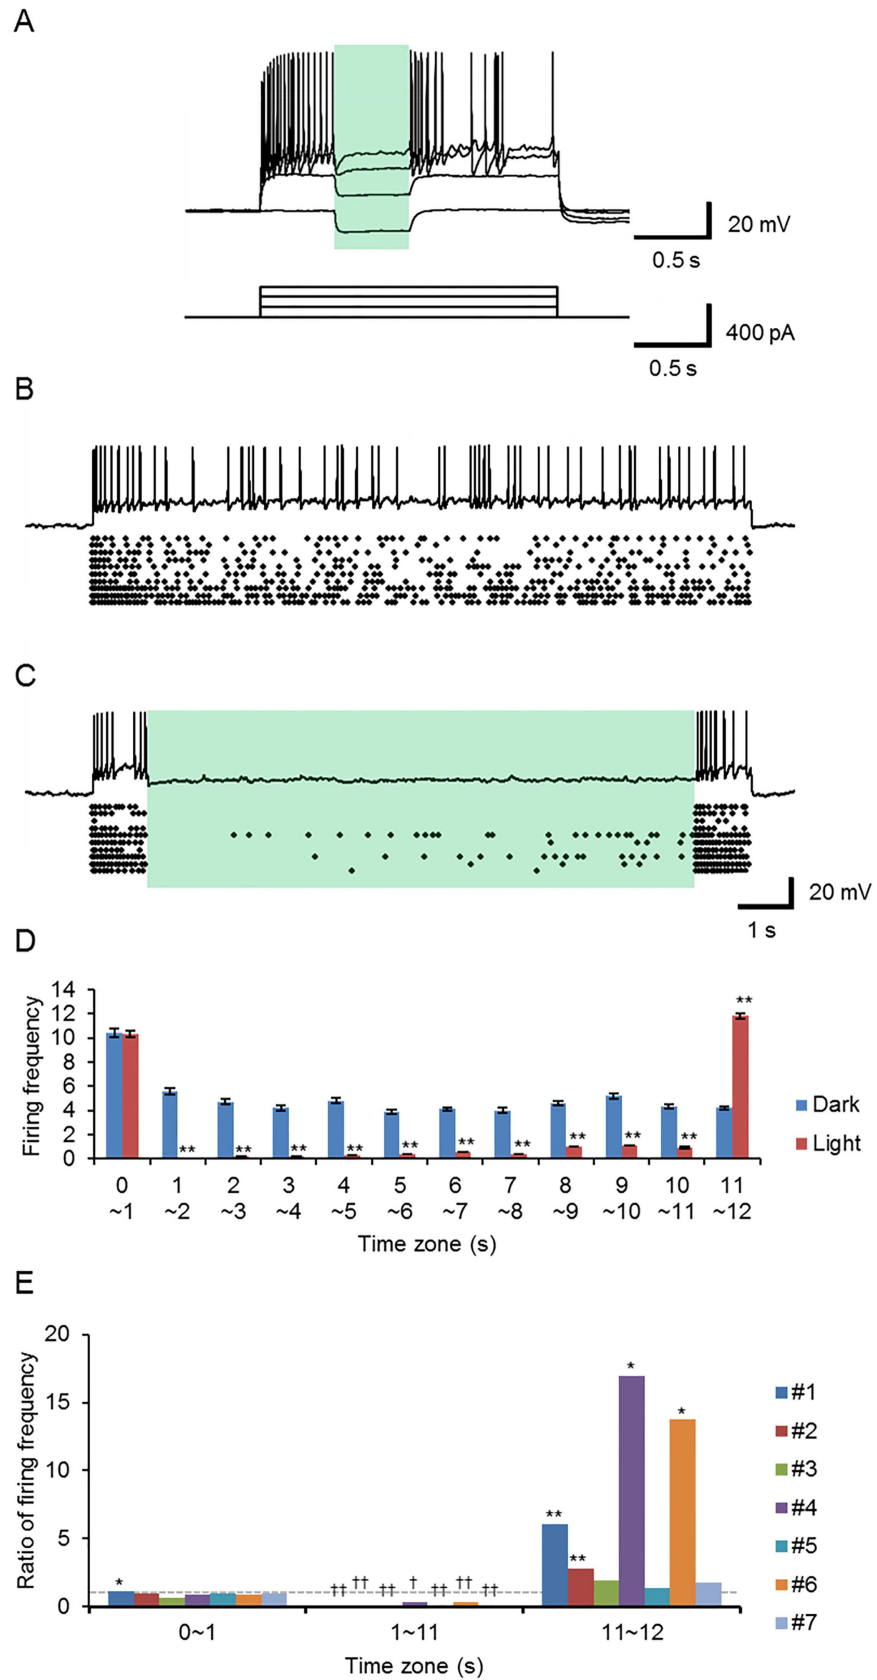 A
20 mV
0.5 s
400 pA
0.5 s
B
C
20 mV
1 s
D
Firing frequency
14
12
10
8
6
4
2
0
**
** ** ** ** ** ** ** ** ** **
Dark
Light
0 1 2 3 4 5 6 7 8 9 10 11
~1 ~2 ~3 ~4 ~5 ~6 ~7 ~8 ~9 ~10 ~11 ~12
Time zone (s)
E
Ratio of firing frequency
20
15
10
5
0
*
*
**
**
* †† †† †† † †† †† ††
#1
#2
#3
#4
#5
#6
#7
0~1 1~11 11~12
Time zone (s)